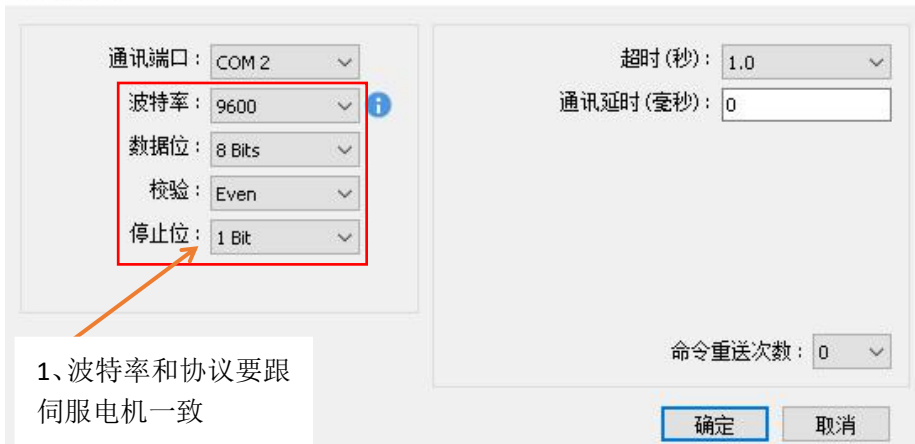 通讯端口： COM 2
波特率： 9600
数据位： 8 Bits
校验： Even
停止位： 1 Bit
超时(秒)： 1.0
通讯延时(毫秒)： 0
1、波特率和协议要跟
伺服电机一致
命令重送次数： 0
确定 取消